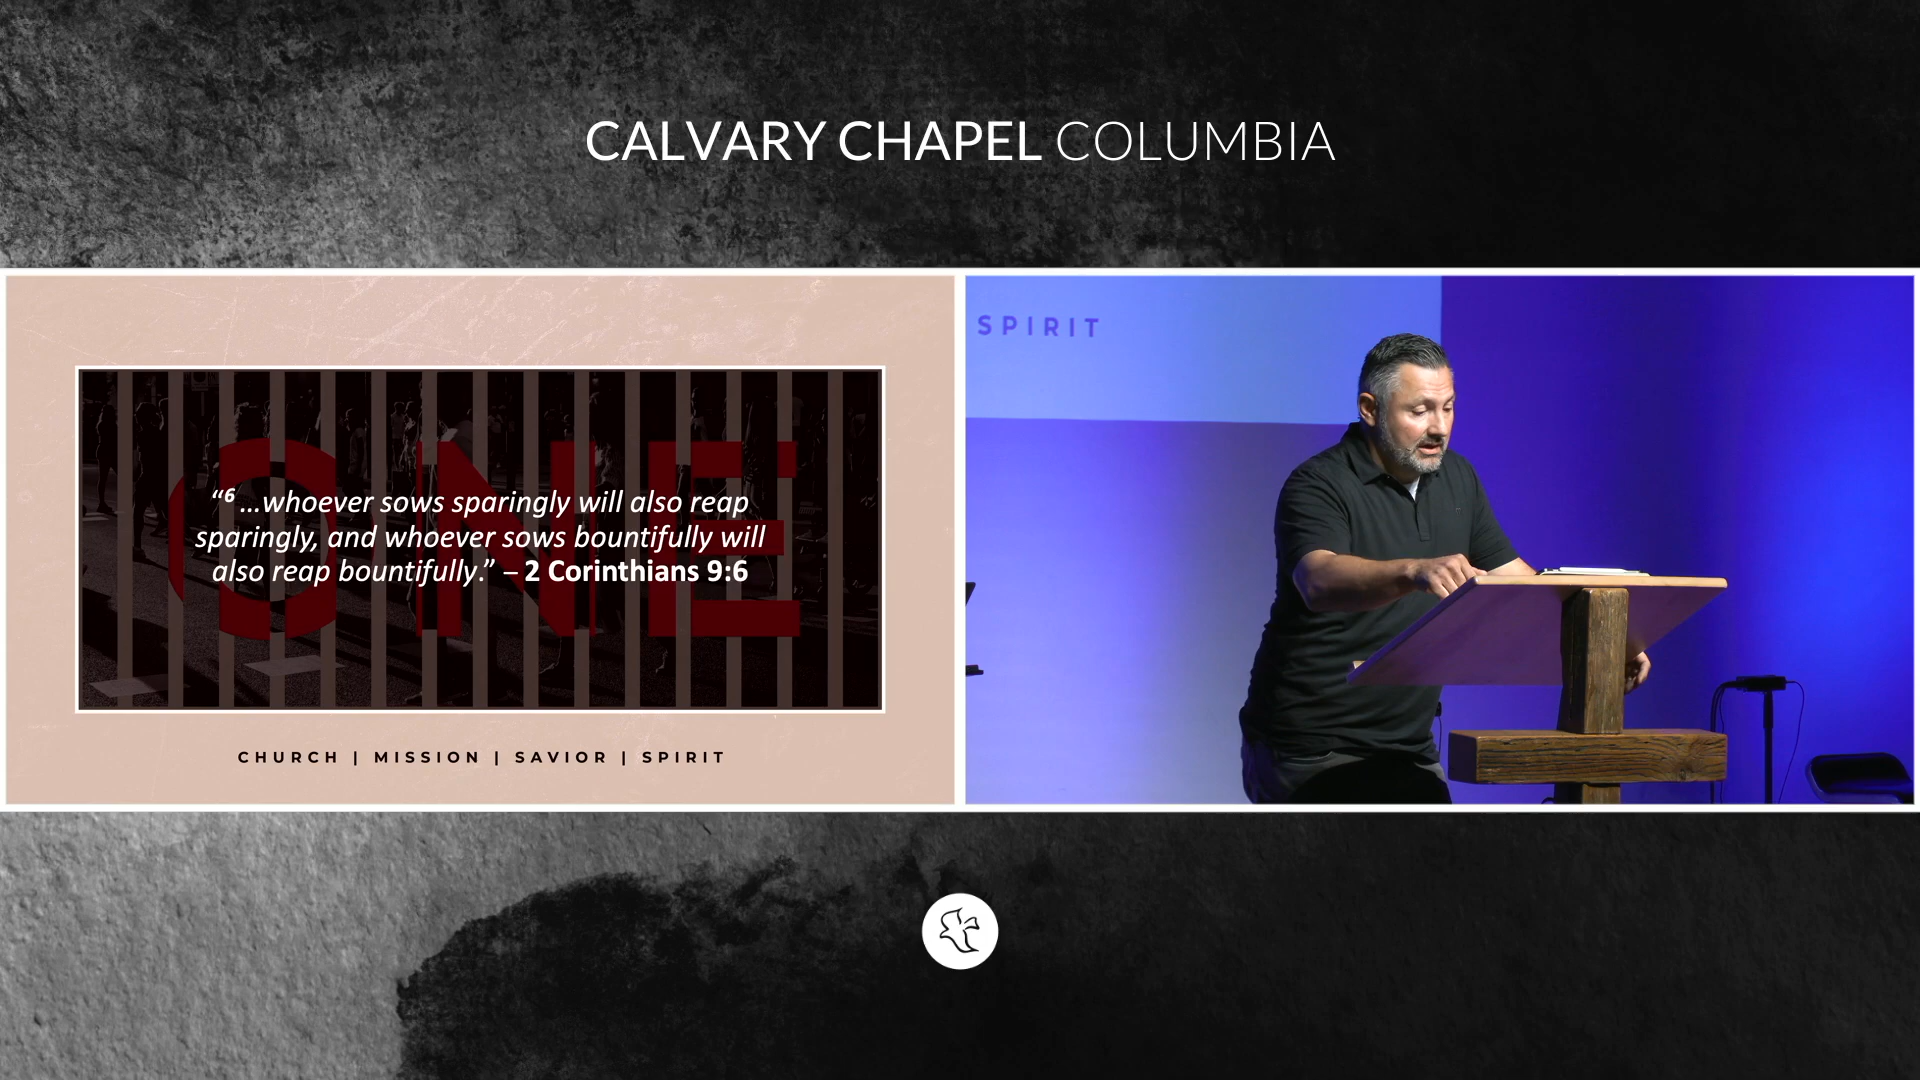 CALVARY CHAPEL COLUMBIA
ONE
“6 ...whoever sows sparingly will also reap
sparingly, and whoever sows bountifully will
also reap bountifully.” – 2 Corinthians 9:6
CHURCH | MISSION | SAVIOR | SPIRIT
SPIRIT